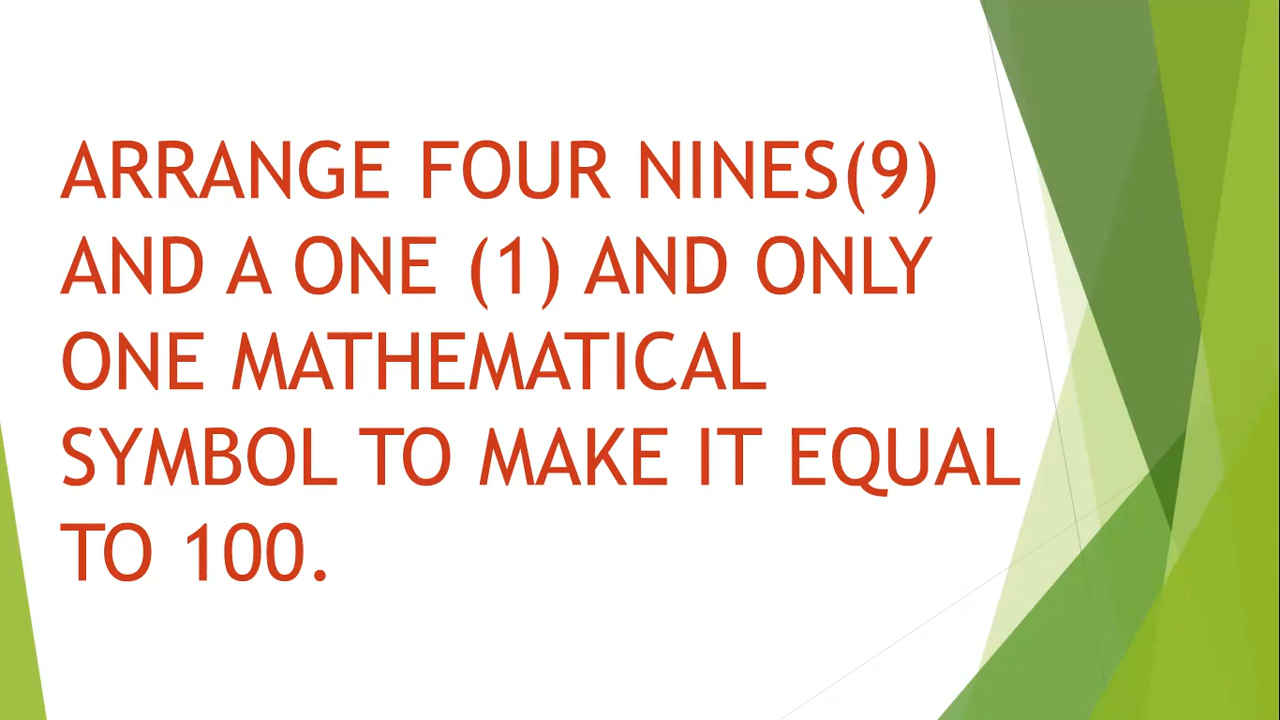 ARRANGE FOUR NINES(9)
AND A ONE (1) AND ONLY
ONE MATHEMATICAL
SYMBOL TO MAKE IT EQUAL
TO 100.